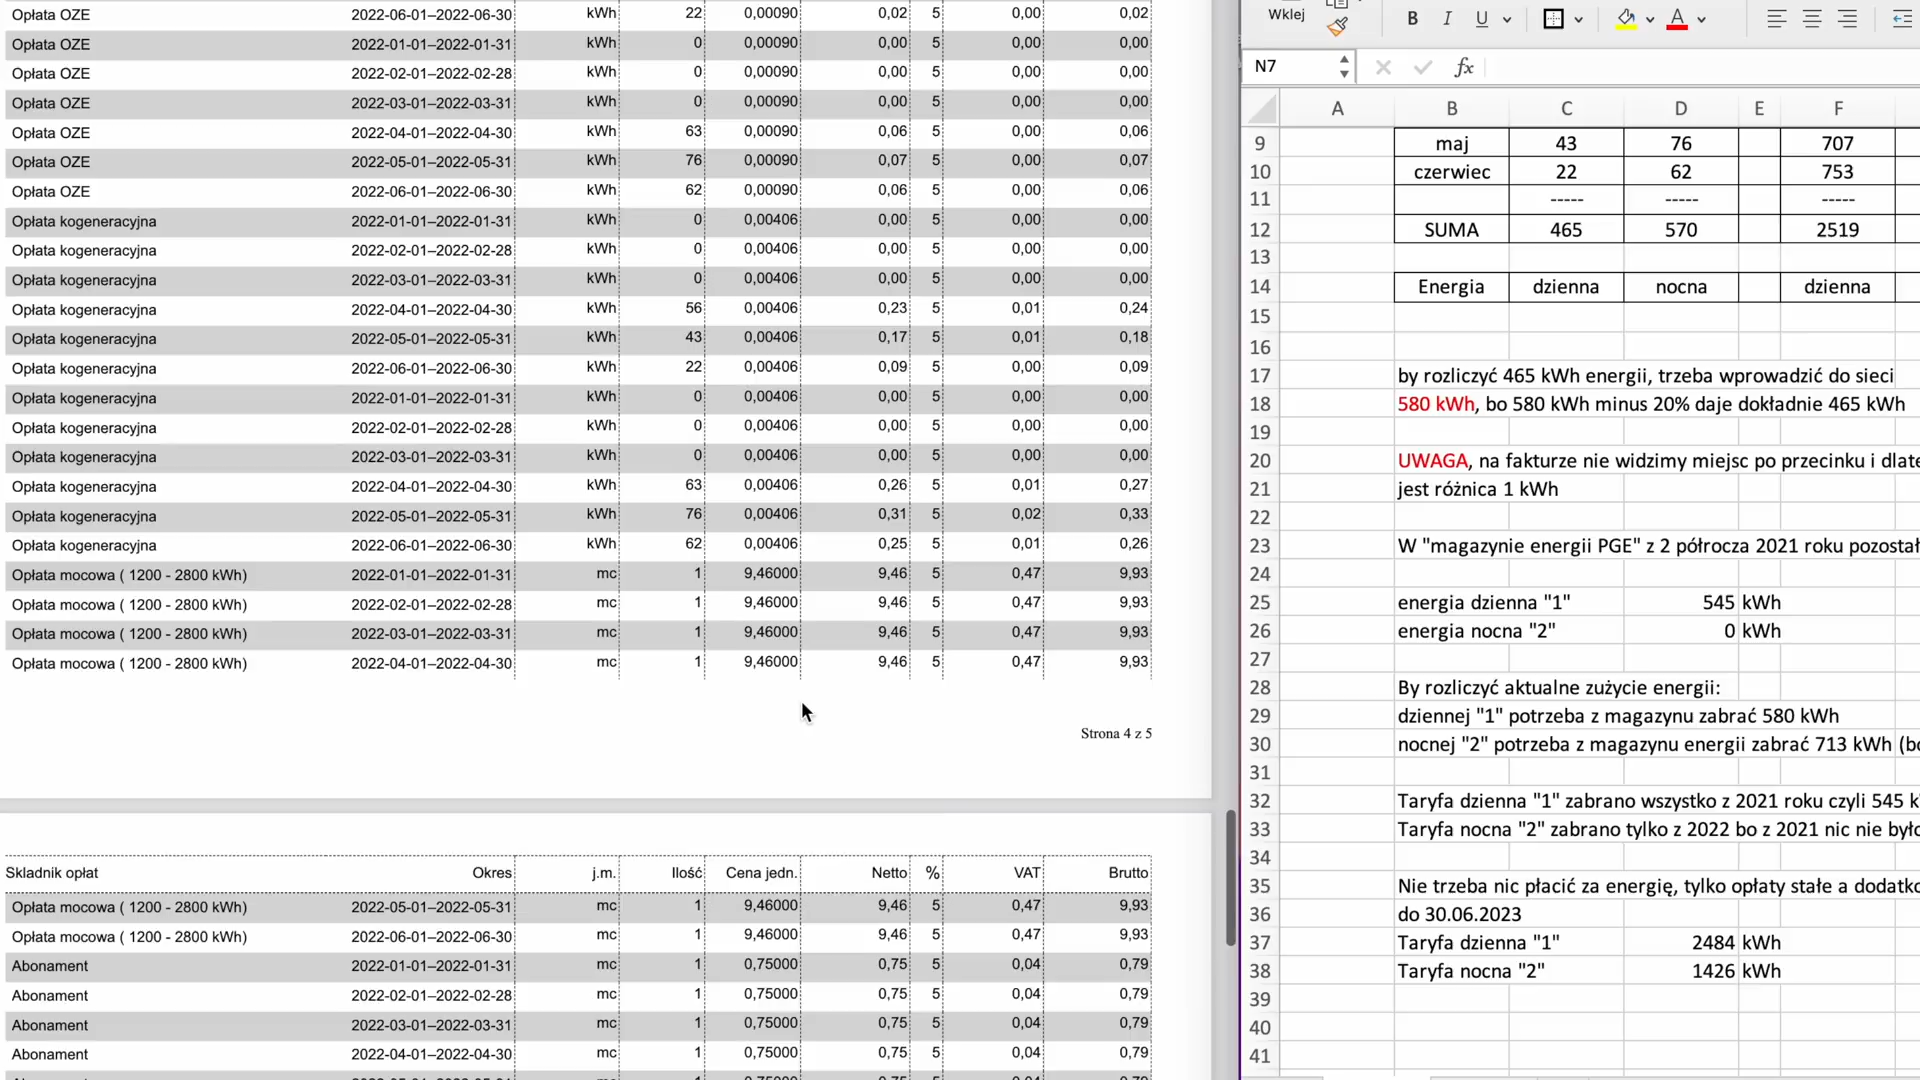 Opłata OZE 2022-06-01–2022-06-30 kWh 22 0,00090 0,02 5 0,00 0,02
Opłata OZE 2022-01-01–2022-01-31 kWh 0 0,00090 0,00 5 0,00 0,00
Opłata OZE 2022-02-01–2022-02-28 kWh 0 0,00090 0,00 5 0,00 0,00
Opłata OZE 2022-03-01–2022-03-31 kWh 0 0,00090 0,00 5 0,00 0,00
Opłata OZE 2022-04-01–2022-04-30 kWh 63 0,00090 0,06 5 0,00 0,06
Opłata OZE 2022-05-01–2022-05-31 kWh 76 0,00090 0,07 5 0,00 0,07
Opłata OZE 2022-06-01–2022-06-30 kWh 62 0,00090 0,06 5 0,00 0,06
Opłata kogeneracyjna 2022-01-01–2022-01-31 kWh 0 0,00406 0,00 5 0,00 0,00
Opłata kogeneracyjna 2022-02-01–2022-02-28 kWh 0 0,00406 0,00 5 0,00 0,00
Opłata kogeneracyjna 2022-03-01–2022-03-31 kWh 0 0,00406 0,00 5 0,00 0,00
Opłata kogeneracyjna 2022-04-01–2022-04-30 kWh 56 0,00406 0,23 5 0,01 0,24
Opłata kogeneracyjna 2022-05-01–2022-05-31 kWh 43 0,00406 0,17 5 0,01 0,18
Opłata kogeneracyjna 2022-06-01–2022-06-30 kWh 22 0,00406 0,09 5 0,00 0,09
Opłata kogeneracyjna 2022-01-01–2022-01-31 kWh 0 0,00406 0,00 5 0,00 0,00
Opłata kogeneracyjna 2022-02-01–2022-02-28 kWh 0 0,00406 0,00 5 0,00 0,00
Opłata kogeneracyjna 2022-03-01–2022-03-31 kWh 0 0,00406 0,00 5 0,00 0,00
Opłata kogeneracyjna 2022-04-01–2022-04-30 kWh 63 0,00406 0,26 5 0,01 0,27
Opłata kogeneracyjna 2022-05-01–2022-05-31 kWh 76 0,00406 0,31 5 0,02 0,33
Opłata kogeneracyjna 2022-06-01–2022-06-30 kWh 62 0,00406 0,25 5 0,01 0,26
Opłata mocowa ( 1200 - 2800 kWh) 2022-01-01–2022-01-31 mc 1 9,46000 9,46 5 0,47 9,93
Opłata mocowa ( 1200 - 2800 kWh) 2022-02-01–2022-02-28 mc 1 9,46000 9,46 5 0,47 9,93
Opłata mocowa ( 1200 - 2800 kWh) 2022-03-01–2022-03-31 mc 1 9,46000 9,46 5 0,47 9,93
Opłata mocowa ( 1200 - 2800 kWh) 2022-04-01–2022-04-30 mc 1 9,46000 9,46 5 0,47 9,93
Strona 4 z 5
Skladnik opłat Okres j.m. Ilość Cena jedn. Netto % VAT Brutto
Opłata mocowa ( 1200 - 2800 kWh) 2022-05-01–2022-05-31 mc 1 9,46000 9,46 5 0,47 9,93
Opłata mocowa ( 1200 - 2800 kWh) 2022-06-01–2022-06-30 mc 1 9,46000 9,46 5 0,47 9,93
Abonament 2022-01-01–2022-01-31 mc 1 0,75000 0,75 5 0,04 0,79
Abonament 2022-02-01–2022-02-28 mc 1 0,75000 0,75 5 0,04 0,79
Abonament 2022-03-01–2022-03-31 mc 1 0,75000 0,75 5 0,04 0,79
Abonament 2022-04-01–2022-04-30 mc 1 0,75000 0,75 5 0,04 0,79
Wklej B I U A
N7 fx
A B C D E F
9 maj 43 76 707
10 czerwiec 22 62 753
11 ----- ----- -----
12 SUMA 465 570 2519
13
14 Energia dzienna nocna dzienna
15
16
17 by rozliczyć 465 kWh energii, trzeba wprowadzić do sieci
18 580 kWh, bo 580 kWh minus 20% daje dokładnie 465 kWh
19
20 UWAGA, na fakturze nie widzimy miejsc po przecinku i dlate
21 jest różnica 1 kWh
22
23 W "magazynie energii PGE" z 2 półrocza 2021 roku pozostał
24
25 energia dzienna "1" 545 kWh
26 energia nocna "2" 0 kWh
27
28 By rozliczyć aktualne zużycie energii:
29 dziennej "1" potrzeba z magazynu zabrać 580 kWh
30 nocnej "2" potrzeba z magazynu energii zabrać 713 kWh (bo
31
32 Taryfa dzienna "1" zabrano wszystko z 2021 roku czyli 545 k
33 Taryfa nocna "2" zabrano tylko z 2022 bo z 2021 nic nie było
34
35 Nie trzeba nic płacić za energię, tylko opłaty stałe a dodatko
36 do 30.06.2023
37 Taryfa dzienna "1" 2484 kWh
38 Taryfa nocna "2" 1426 kWh
39
40
41